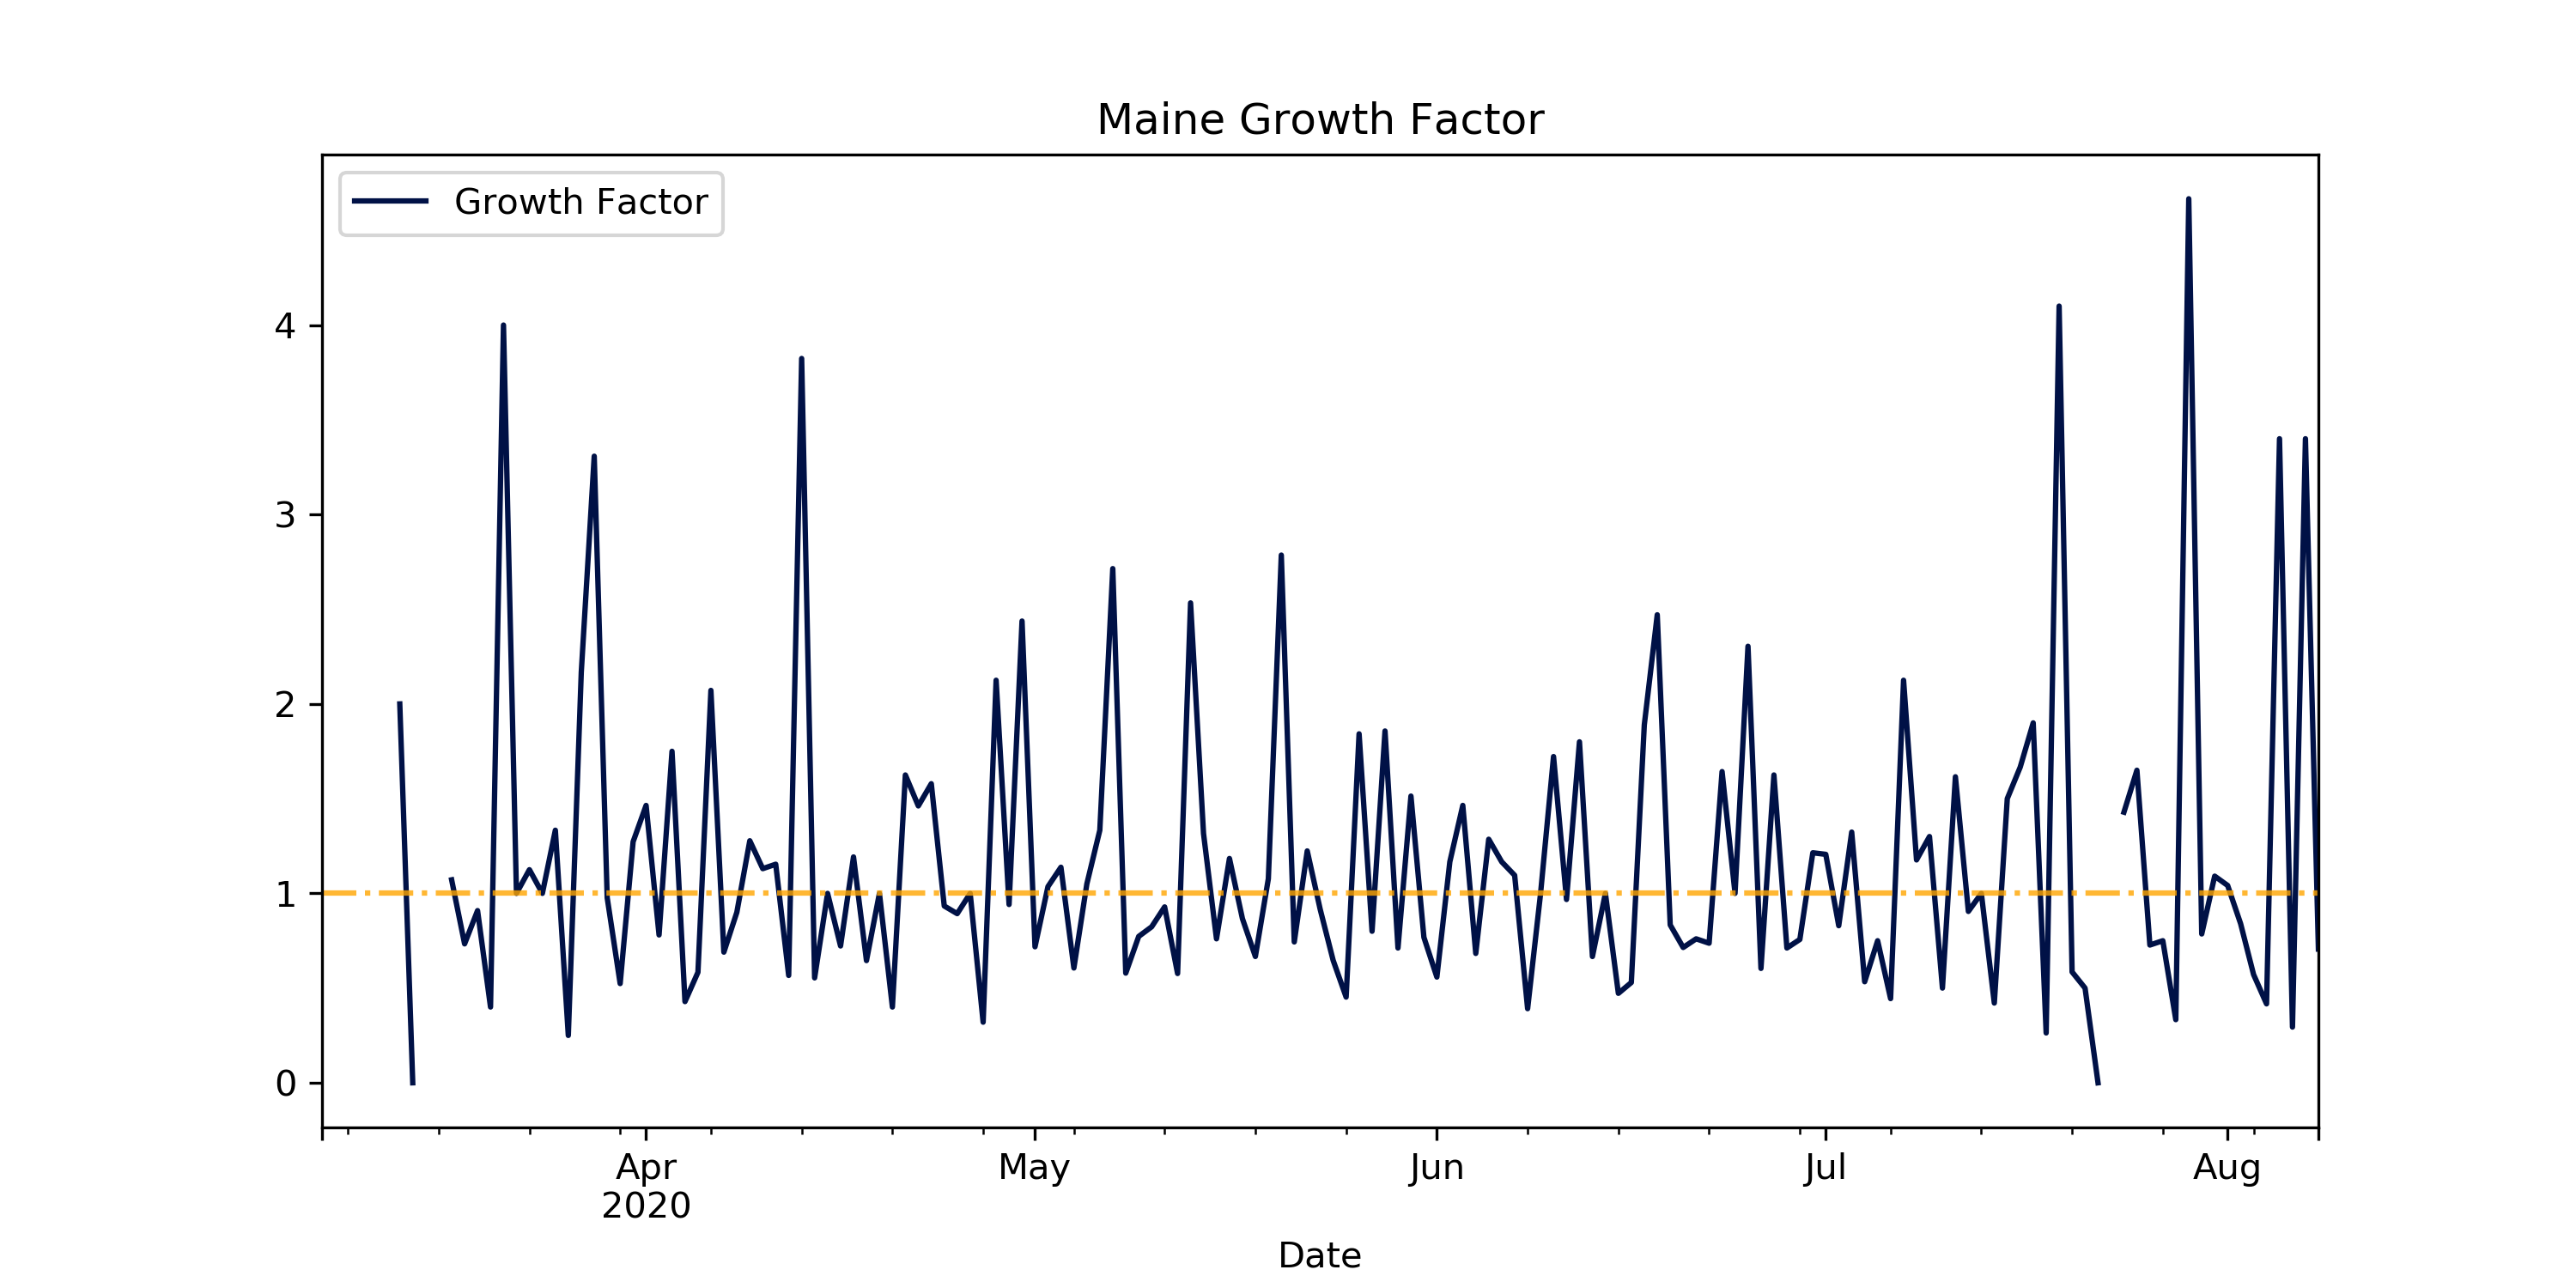 Maine Growth Factor
Growth Factor
4
3
2
1
0
Apr
2020
May
Jun
Jul
Aug
Date